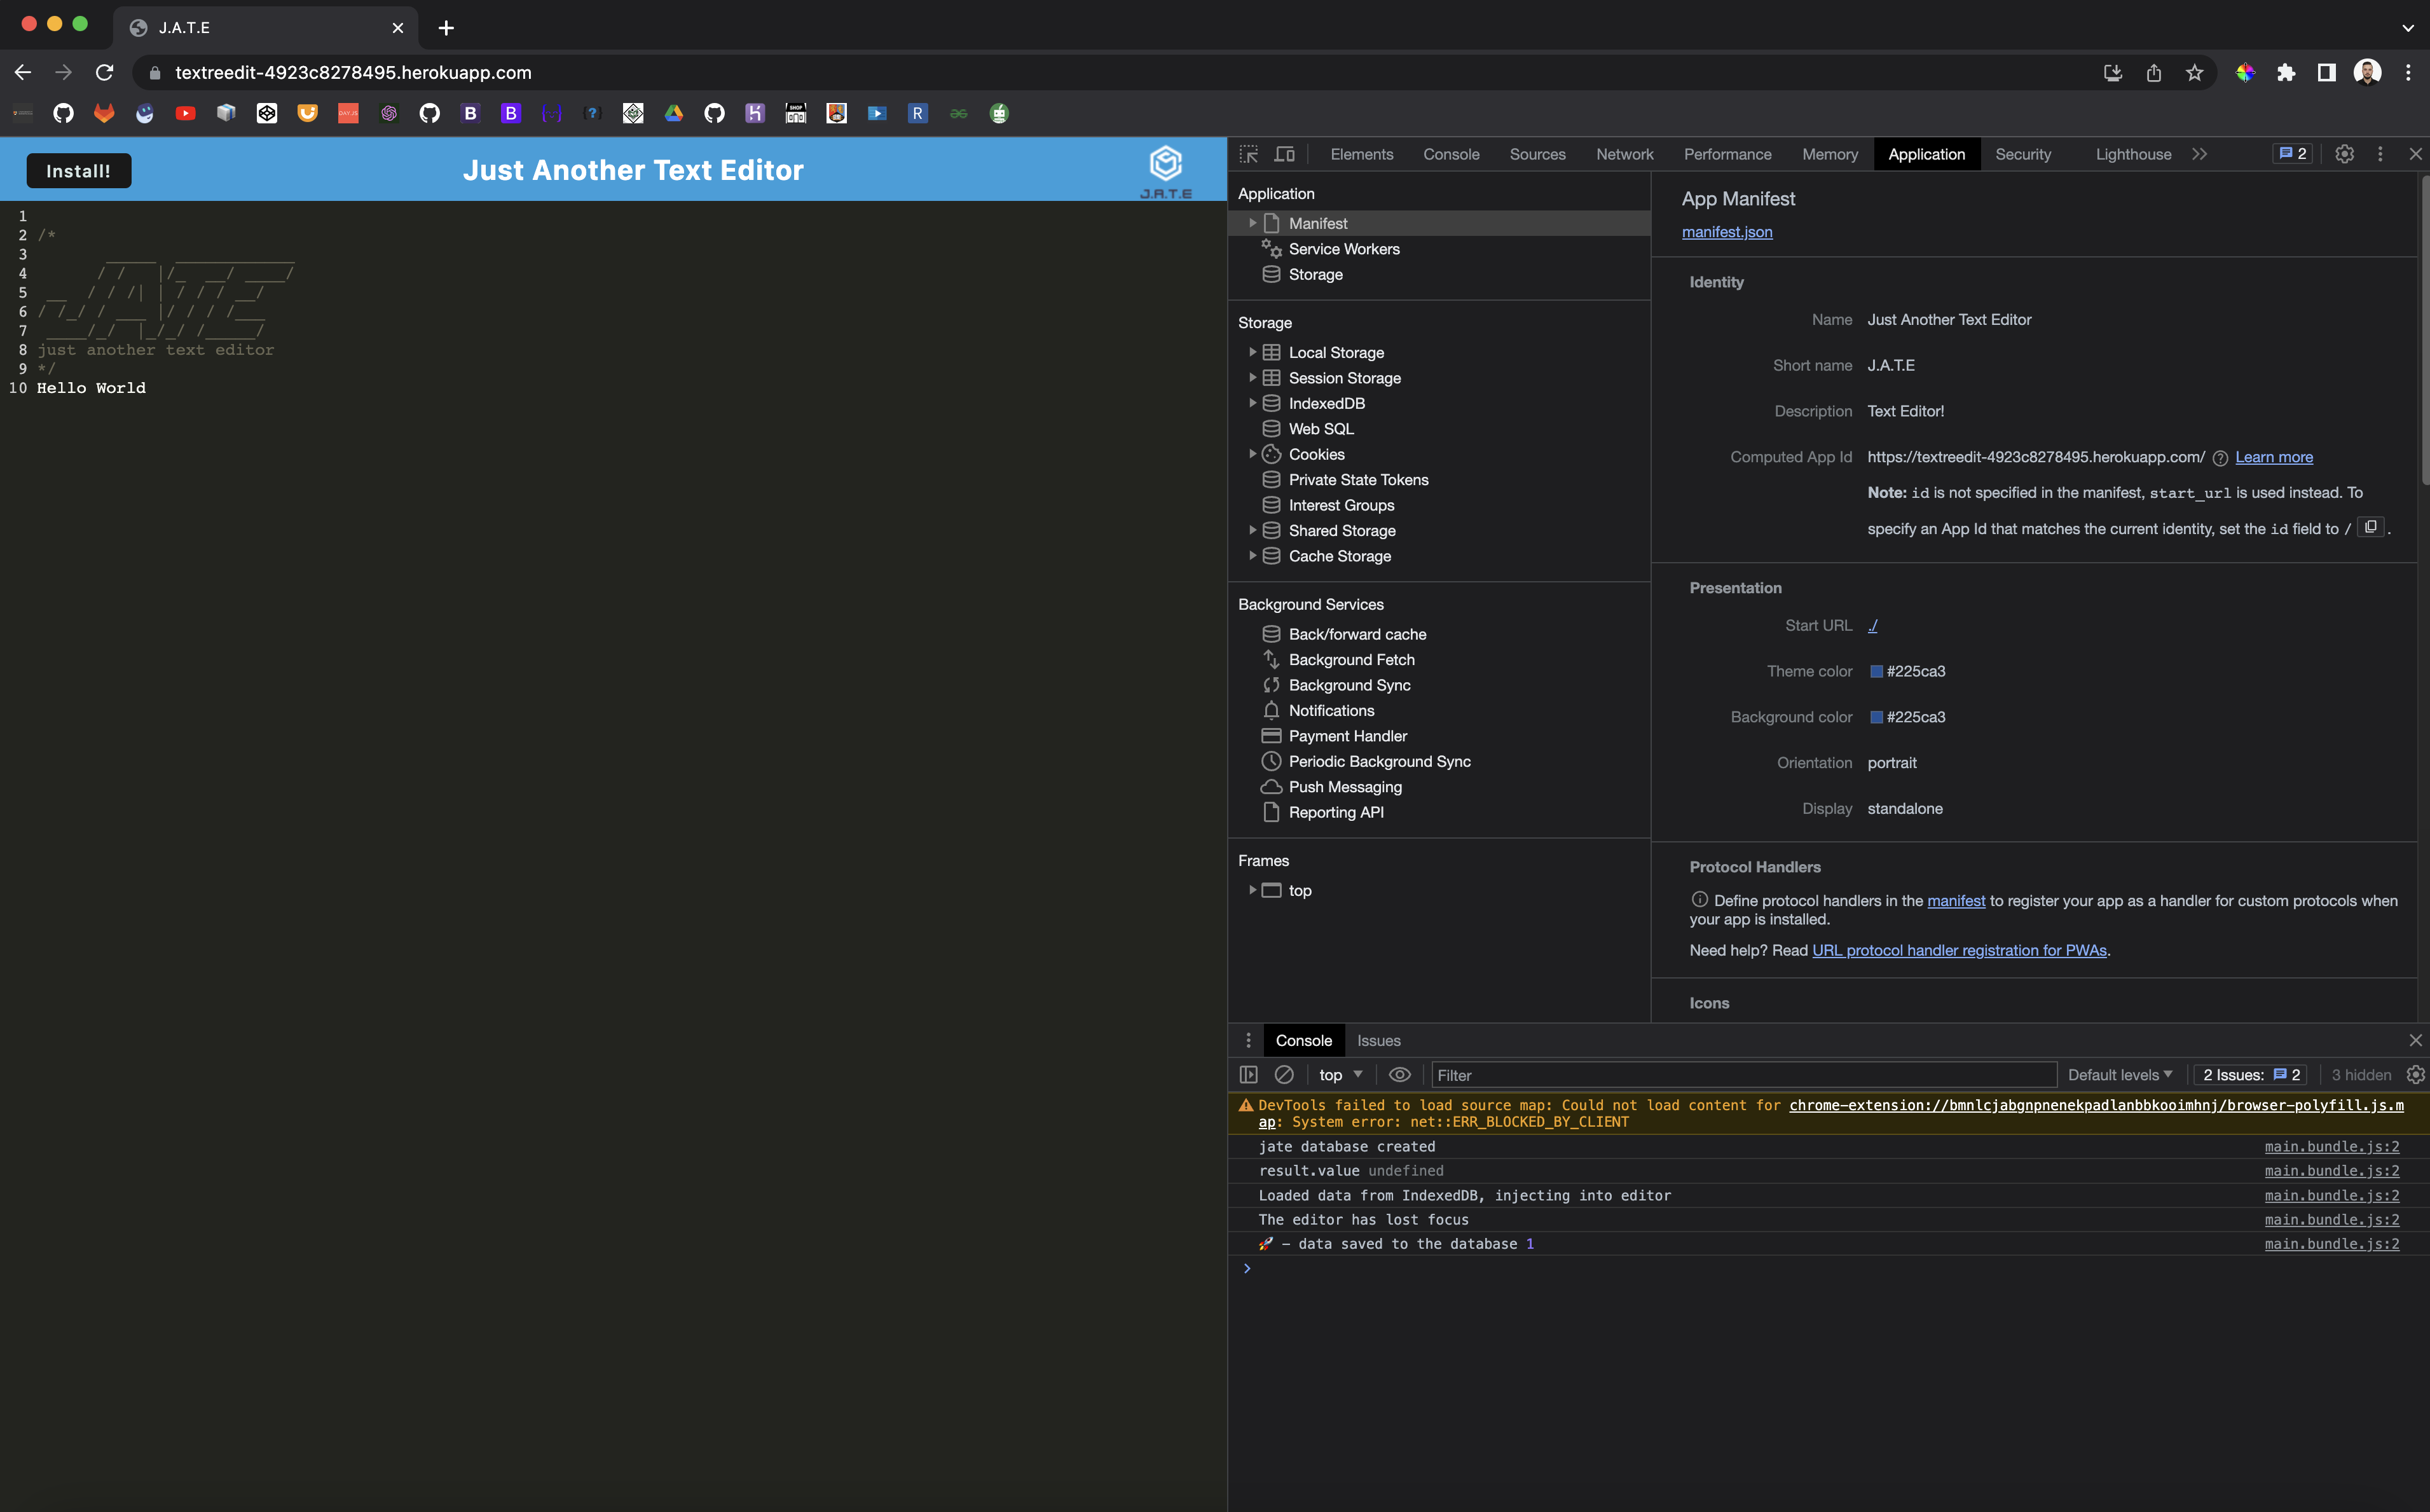 J.A.T.E
textreedit-4923c8278495.herokuapp.com
Install!
Just Another Text Editor
J.A.T.E
1
2 /*
3      ______  ______________
4     / /   |/_  __/ ____/
5  __  / / /| | / / / __/
6 / /_/ / ___ |/ / / /___
7  ____/_/  |_/_/ /_____/
8 just another text editor
9 */
10 Hello World
Elements Console Sources Network Performance Memory Application Security Lighthouse 2
Application
Manifest
Service Workers
Storage
Storage
Local Storage
Session Storage
IndexedDB
Web SQL
Cookies
Private State Tokens
Interest Groups
Shared Storage
Cache Storage
Background Services
Back/forward cache
Background Fetch
Background Sync
Notifications
Payment Handler
Periodic Background Sync
Push Messaging
Reporting API
Frames
top
App Manifest
manifest.json
Identity
Name Just Another Text Editor
Short name J.A.T.E
Description Text Editor!
Computed App Id https://textreedit-4923c8278495.herokuapp.com/ ? Learn more
Note: id is not specified in the manifest, start_url is used instead. To
specify an App Id that matches the current identity, set the id field to / .
Presentation
Start URL ./
Theme color #225ca3
Background color #225ca3
Orientation portrait
Display standalone
Protocol Handlers
Define protocol handlers in the manifest to register your app as a handler for custom protocols when
your app is installed.
Need help? Read URL protocol handler registration for PWAs.
Icons
Console Issues
top Filter Default levels 2 Issues: 2 3 hidden
DevTools failed to load source map: Could not load content for chrome-extension://bmnlcjabgnpnenekpadlanbbkooimhnj/browser-polyfill.js.m
ap: System error: net::ERR_BLOCKED_BY_CLIENT
jate database created main.bundle.js:2
result.value undefined main.bundle.js:2
Loaded data from IndexedDB, injecting into editor main.bundle.js:2
The editor has lost focus main.bundle.js:2
🚀 – data saved to the database 1 main.bundle.js:2